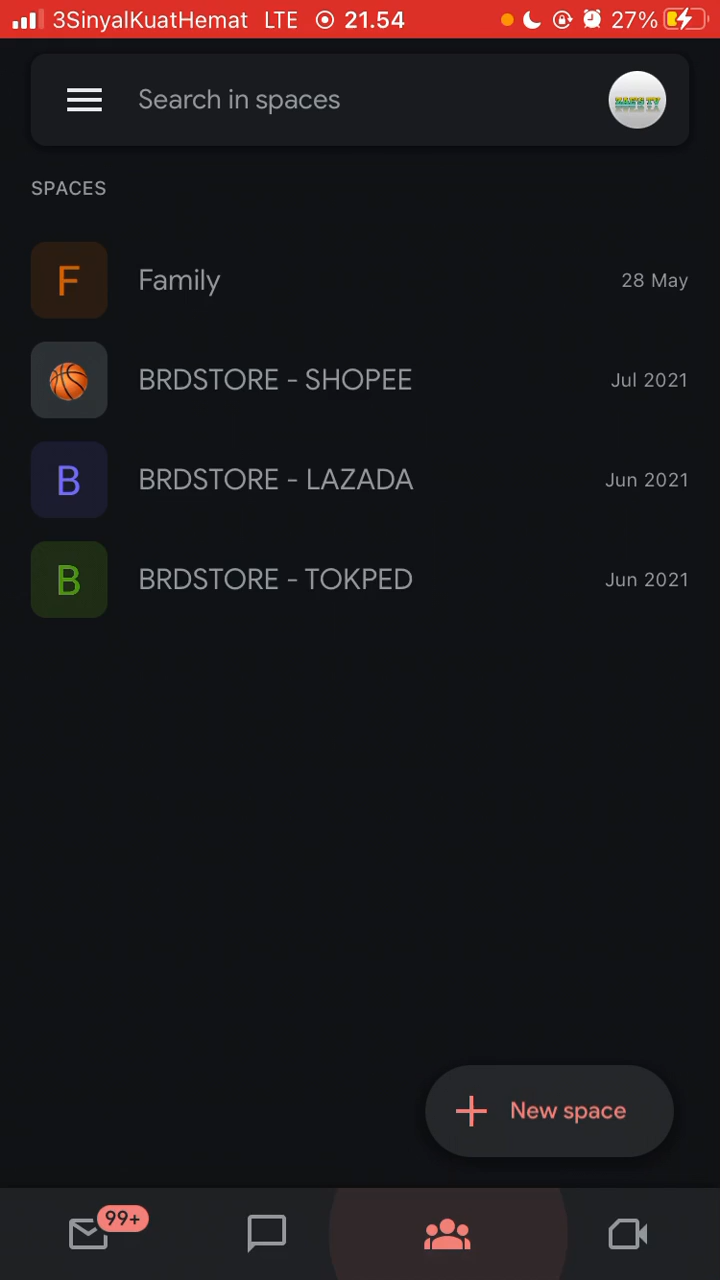 3SinyalKuatHemat LTE 21.54 27%
Search in spaces
SPACES
F Family 28 May
BRDSTORE - SHOPEE Jul 2021
B BRDSTORE - LAZADA Jun 2021
B BRDSTORE - TOKPED Jun 2021
New space
99+